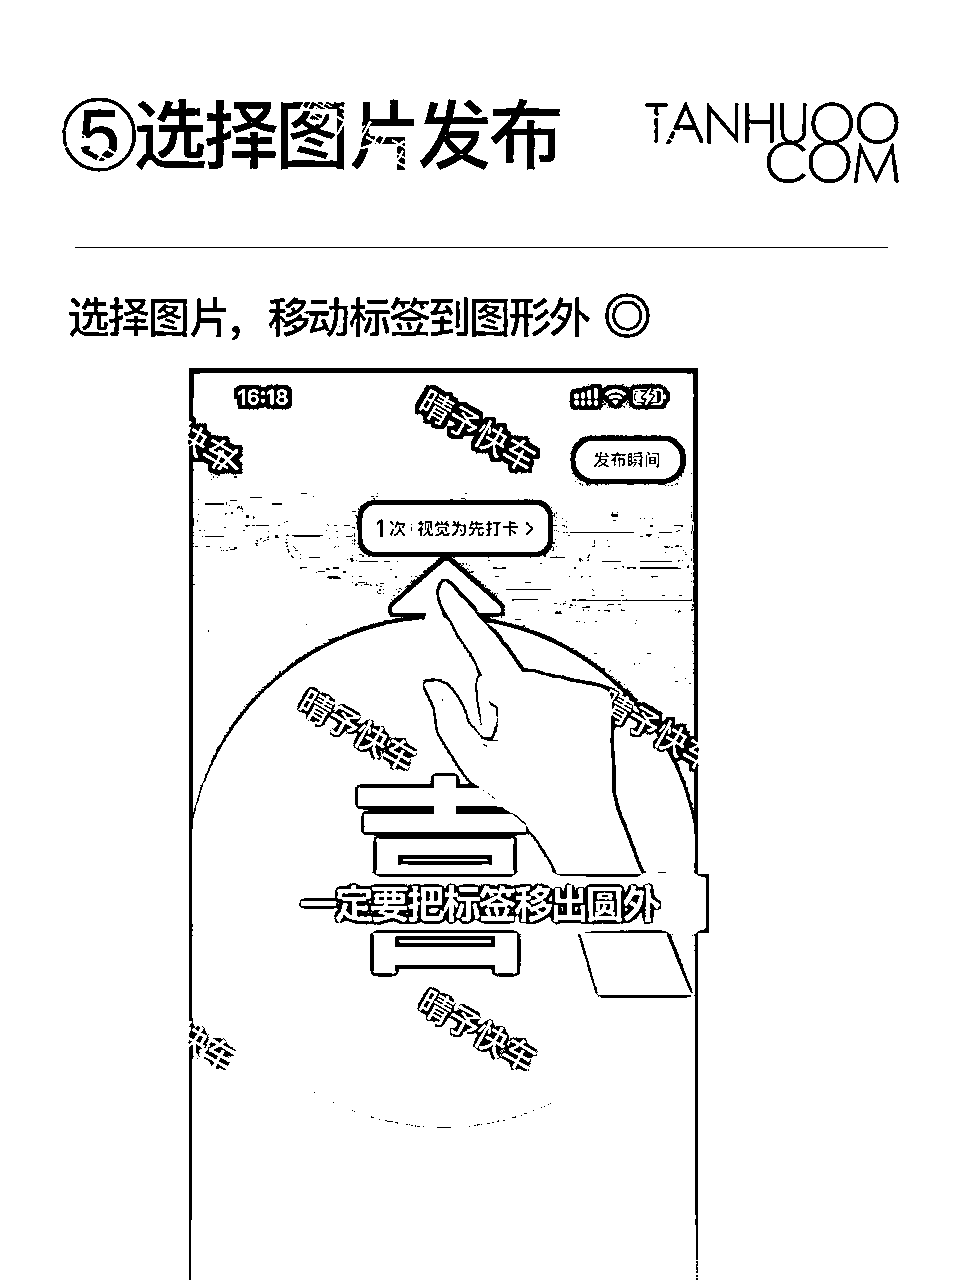 ⑤选择图片发布
TANHUOO
COM
选择图片，移动标签到图形外 ◎
16:18
晴予快车
快车
发布瞬间
1次 视觉为先打卡 >
晴予快车
晴予快车
一定要把标签移出圆外
晴予快车
快车